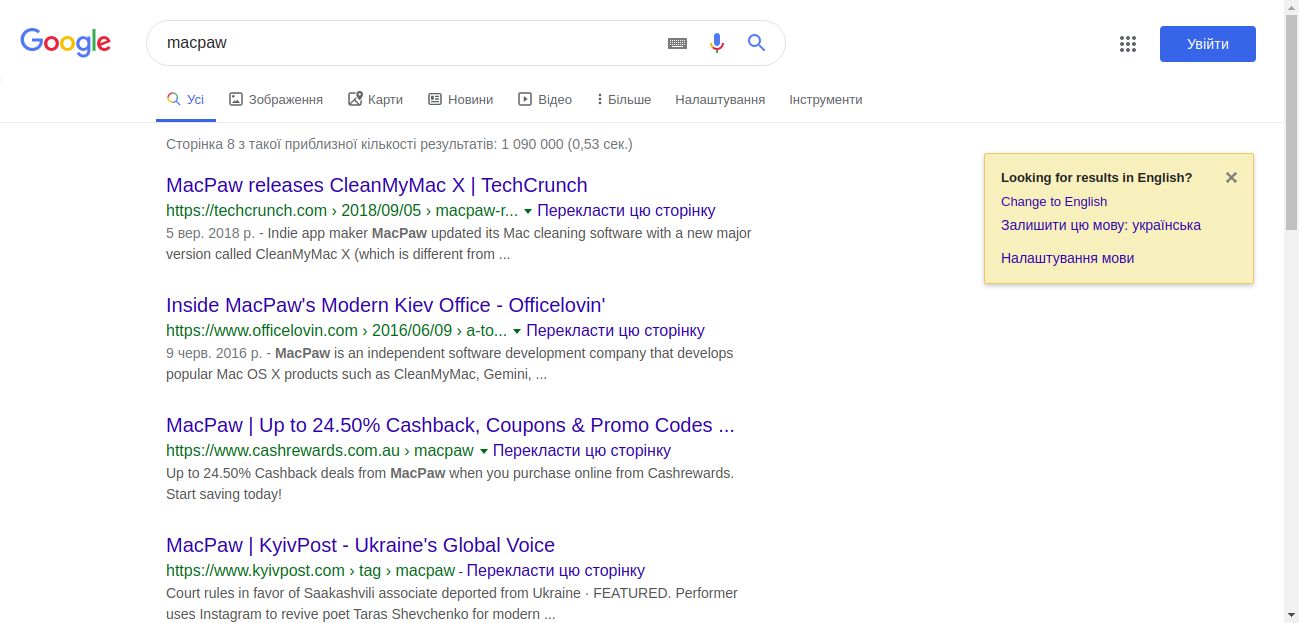 Google
macpaw
Увійти
Усі
Зображення
Карти
Новини
Відео
Більше
Налаштування
Інструменти
Сторінка 8 з такої приблизної кількості результатів: 1 090 000 (0,53 сек.)
MacPaw releases CleanMyMac X | TechCrunch
https://techcrunch.com › 2018/09/05 › macpaw-r... Перекласти цю сторінку
5 вер. 2018 р. - Indie app maker MacPaw updated its Mac cleaning software with a new major
version called CleanMyMac X (which is different from ...
Inside MacPaw's Modern Kiev Office - Officelovin'
https://www.officelovin.com › 2016/06/09 › a-to... Перекласти цю сторінку
9 черв. 2016 р. - MacPaw is an independent software development company that develops
popular Mac OS X products such as CleanMyMac, Gemini, ...
MacPaw | Up to 24.50% Cashback, Coupons & Promo Codes ...
https://www.cashrewards.com.au › macpaw Перекласти цю сторінку
Up to 24.50% Cashback deals from MacPaw when you purchase online from Cashrewards.
Start saving today!
MacPaw | KyivPost - Ukraine's Global Voice
https://www.kyivpost.com › tag › macpaw - Перекласти цю сторінку
Court rules in favor of Saakashvili associate deported from Ukraine · FEATURED. Performer
uses Instagram to revive poet Taras Shevchenko for modern ...
Looking for results in English?
Change to English
Залишити цю мову: українська
Налаштування мови